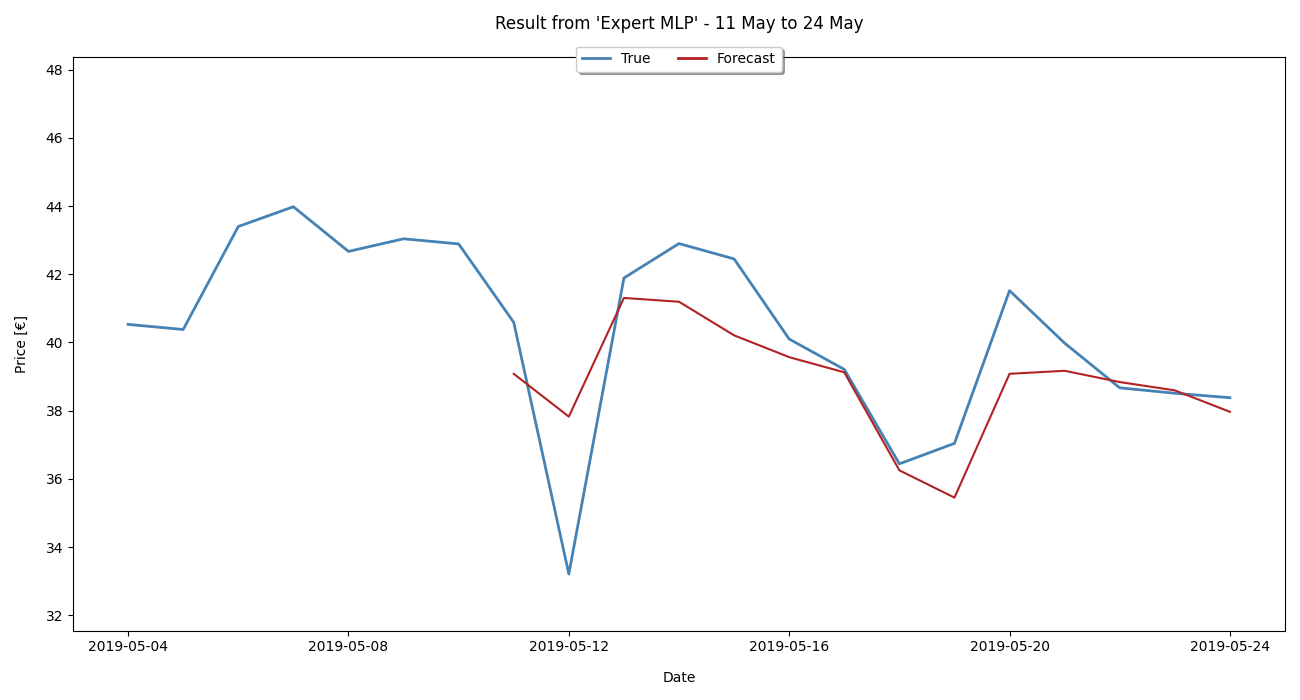 Result from 'Expert MLP' - 11 May to 24 May
True Forecast
Price [€]
48
46
44
42
40
38
36
34
32
2019-05-04 2019-05-08 2019-05-12 2019-05-16 2019-05-20 2019-05-24
Date